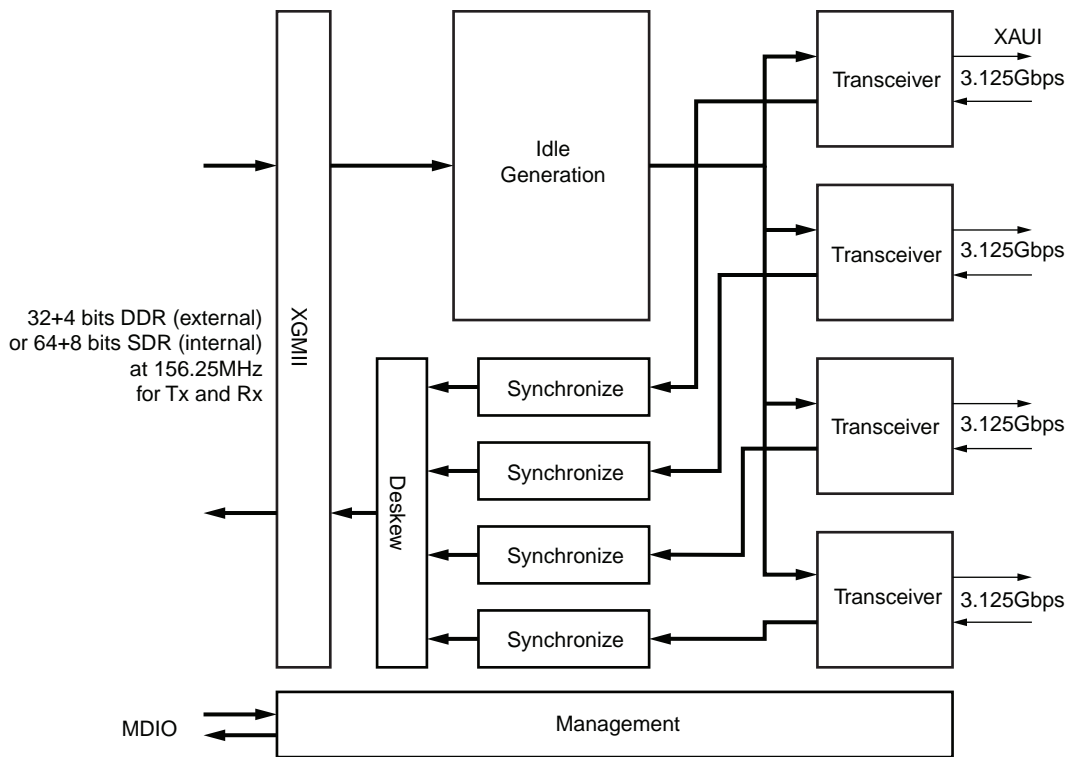 XAUI
Transceiver
3.125Gbps
Idle
Generation
Transceiver
3.125Gbps
XGMII
32+4 bits DDR (external)
or 64+8 bits SDR (internal)
at 156.25MHz
for Tx and Rx
Synchronize
Transceiver
3.125Gbps
Synchronize
Deskew
Synchronize
Transceiver
3.125Gbps
Synchronize
MDIO
Management